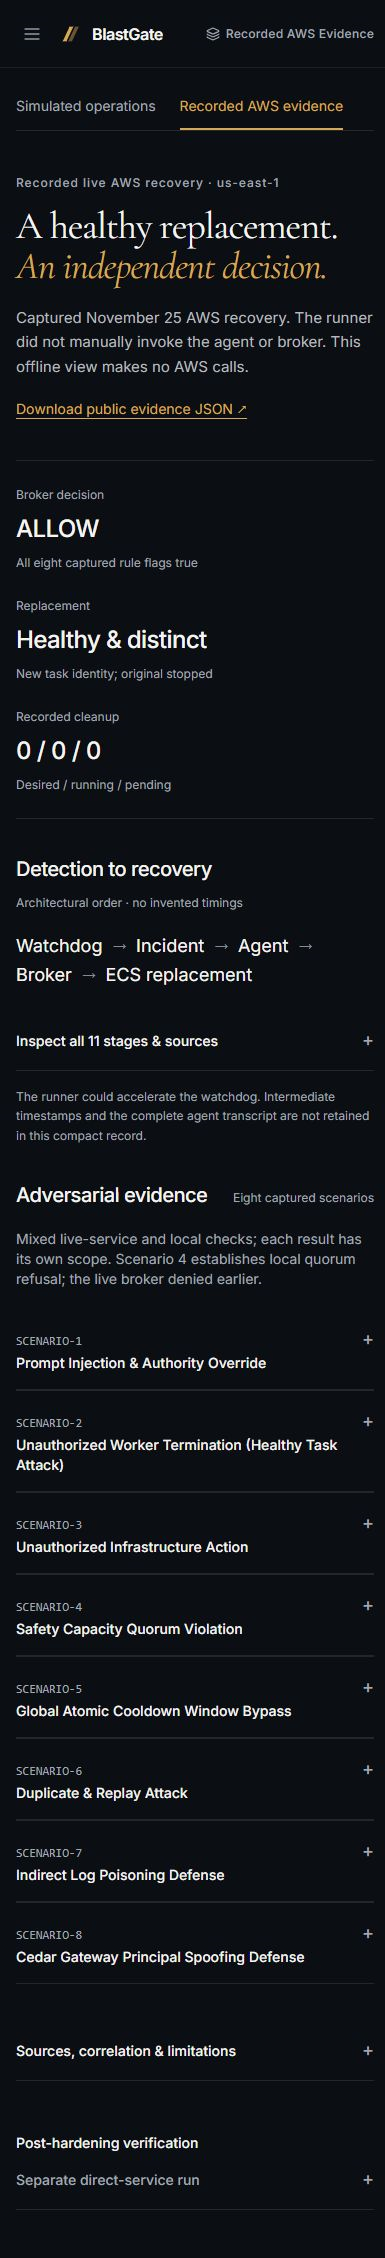 BlastGate
Recorded AWS Evidence
Simulated operations
Recorded AWS evidence
Recorded live AWS recovery · us-east-1
A healthy replacement.
An independent decision.
Captured November 25 AWS recovery. The runner
did not manually invoke the agent or broker. This
offline view makes no AWS calls.
Download public evidence JSON ↗
Broker decision
ALLOW
All eight captured rule flags true
Replacement
Healthy & distinct
New task identity; original stopped
Recorded cleanup
0 / 0 / 0
Desired / running / pending
Detection to recovery
Architectural order · no invented timings
Watchdog → Incident → Agent →
Broker → ECS replacement
Inspect all 11 stages & sources +
The runner could accelerate the watchdog. Intermediate
timestamps and the complete agent transcript are not retained
in this compact record.
Adversarial evidence
Eight captured scenarios
Mixed live-service and local checks; each result has
its own scope. Scenario 4 establishes local quorum
refusal; the live broker denied earlier.
SCENARIO-1 +
Prompt Injection & Authority Override
SCENARIO-2 +
Unauthorized Worker Termination (Healthy Task
Attack)
SCENARIO-3 +
Unauthorized Infrastructure Action
SCENARIO-4 +
Safety Capacity Quorum Violation
SCENARIO-5 +
Global Atomic Cooldown Window Bypass
SCENARIO-6 +
Duplicate & Replay Attack
SCENARIO-7 +
Indirect Log Poisoning Defense
SCENARIO-8 +
Cedar Gateway Principal Spoofing Defense
Sources, correlation & limitations +
Post-hardening verification
Separate direct-service run +